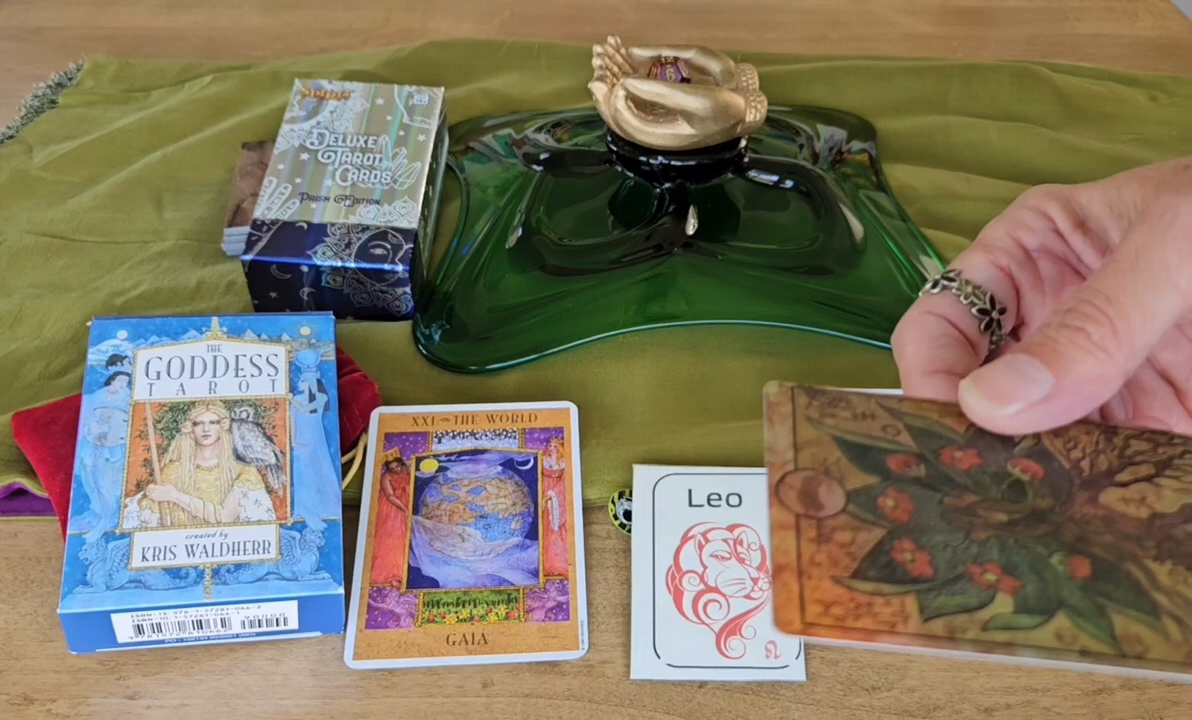 DELUXE
TAROT
CARDS
PRISM EDITION
THE
GODDESS
TAROT
created by
KRIS WALDHERR
XXI THE WORLD
GAIA
Leo